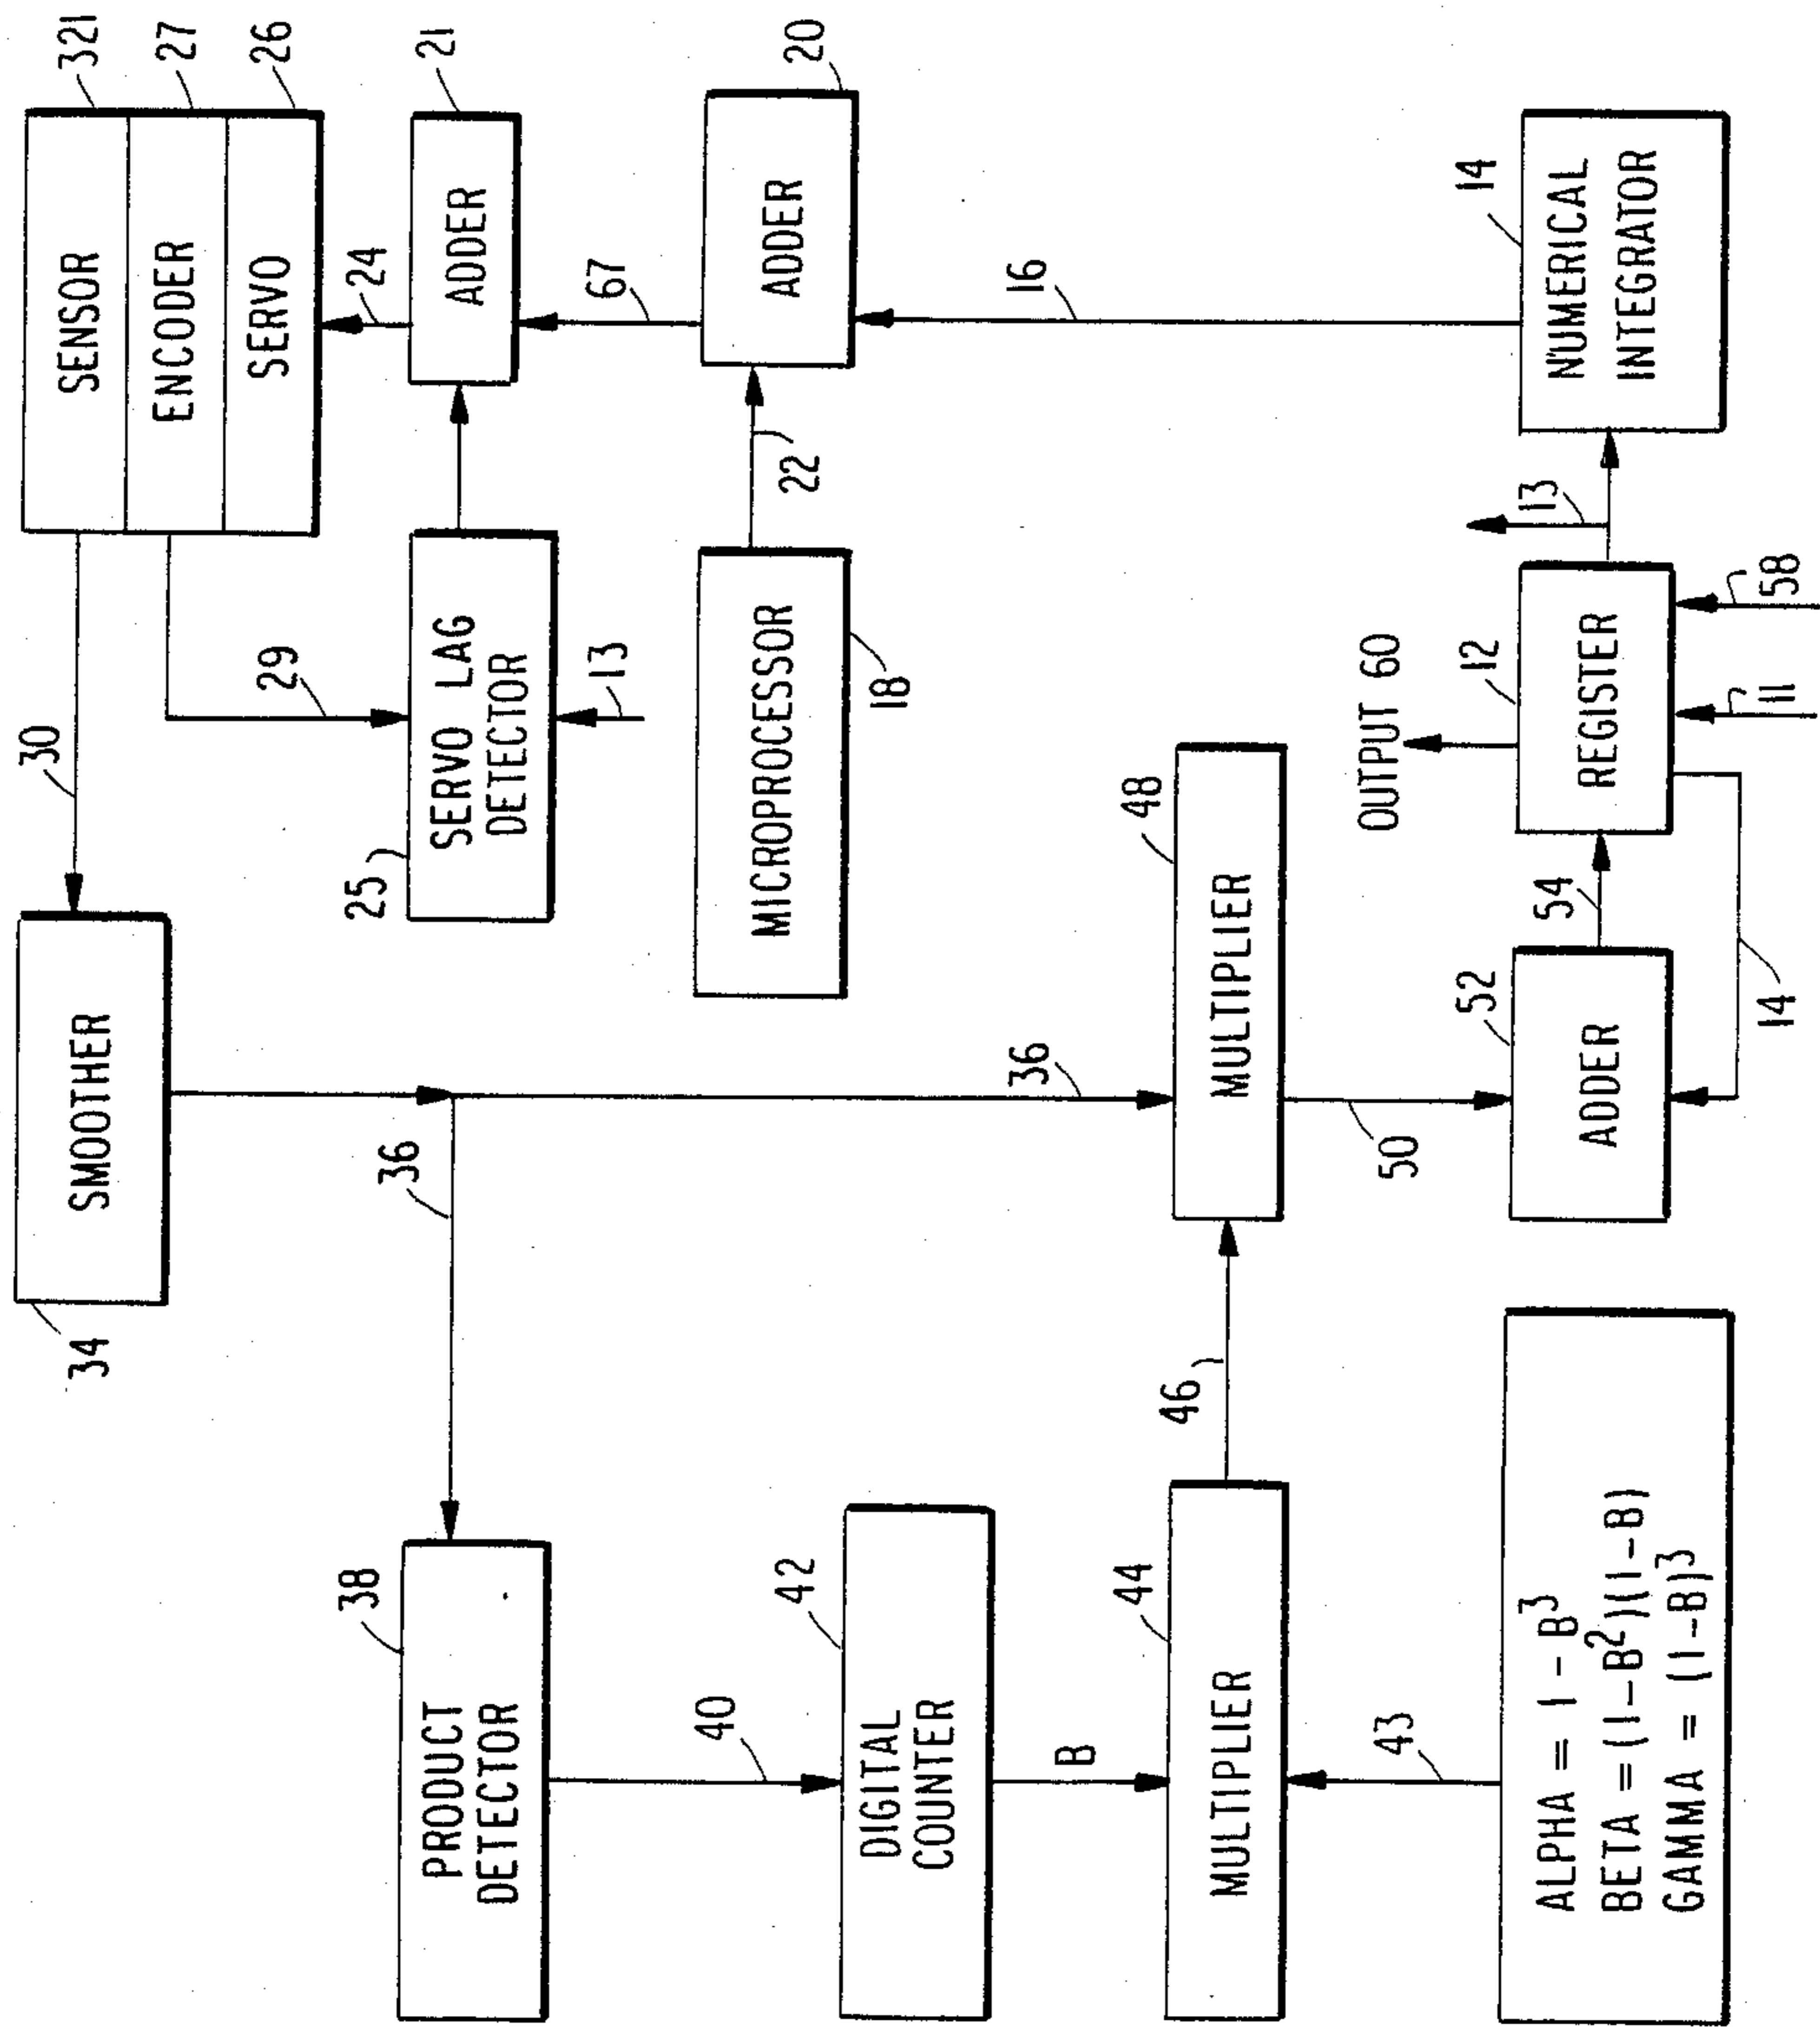 34
SMOOTHER
30
SENSOR
321
ENCODER
27
SERVO
26
29
24
36
25
SERVO LAG
DETECTOR
ADDER
21
13
67
38
PRODUCT
DETECTOR
MICROPROCESSOR
18
22
ADDER
20
40
42
DIGITAL
COUNTER
B
36
16
44
MULTIPLIER
46
48
MULTIPLIER
43
50
OUTPUT 60
ALPHA = 1 - B³
BETA = (1-B²)(1-B)
GAMMA = (1-B)³
52
ADDER
54
12
REGISTER
13
14
NUMERICAL
INTEGRATOR
14
11
58